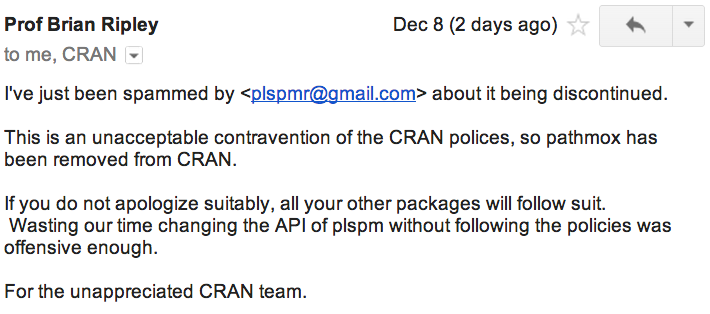 Prof Brian Ripley Dec 8 (2 days ago)
to me, CRAN
I've just been spammed by <plspmr@gmail.com> about it being discontinued.
This is an unacceptable contravention of the CRAN polices, so pathmox has
been removed from CRAN.
If you do not apologize suitably, all your other packages will follow suit.
Wasting our time changing the API of plspm without following the policies was
offensive enough.
For the unappreciated CRAN team.